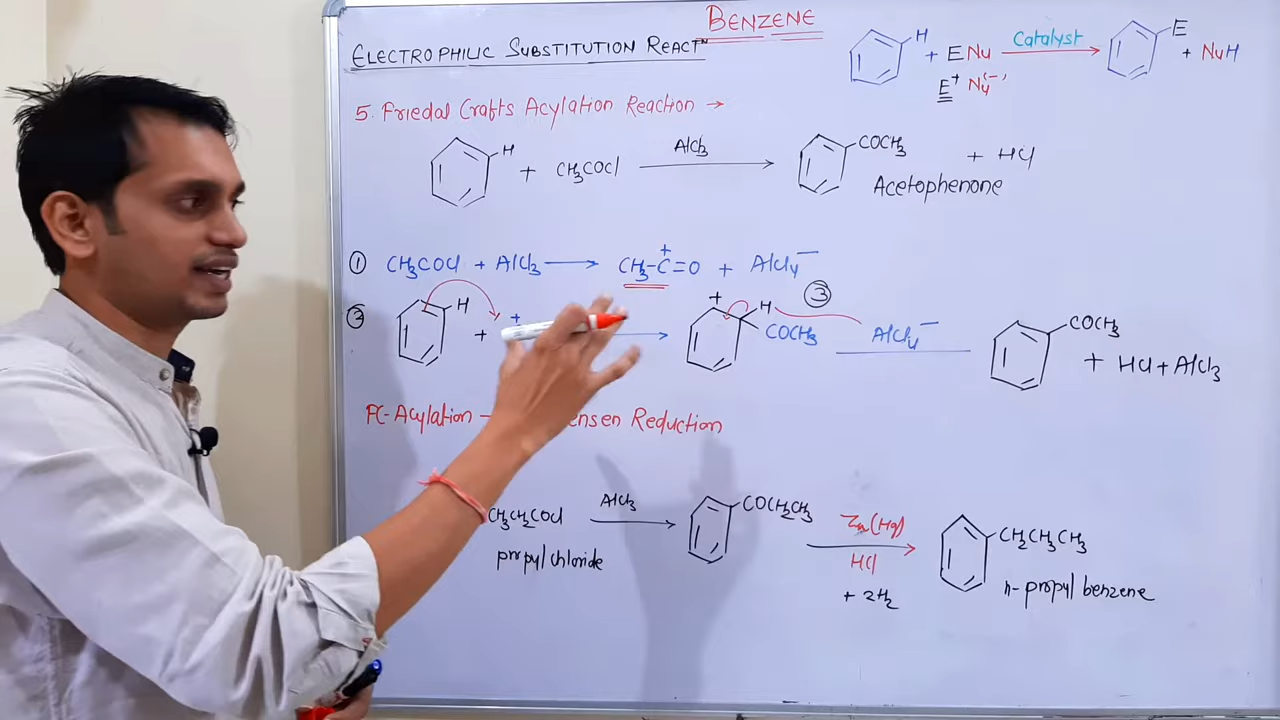 BENZENE
ELECTROPHILIC SUBSTITUTION REACTN
H + E Nu Catalyst E + NuH
E⁺ Nu⁽⁻⁾
5. Friedal Crafts Acylation Reaction →
H + CH₃COCl AlCl₃ COCH₃ + HCl
Acetophenone
① CH₃COCl + AlCl₃ → CH₃-C⁺=O + AlCl₄⁻
② H + + + H COCH₃ ③ AlCl₄⁻ COCH₃ + HCl + AlCl₃
FC-Acylation - Reduction
CH₃CH₂COCl AlCl₃ COCH₂CH₃ Zn(Hg) CH₂CH₂CH₃
propyl chloride HCl n-propyl benzene
+ 2H₂